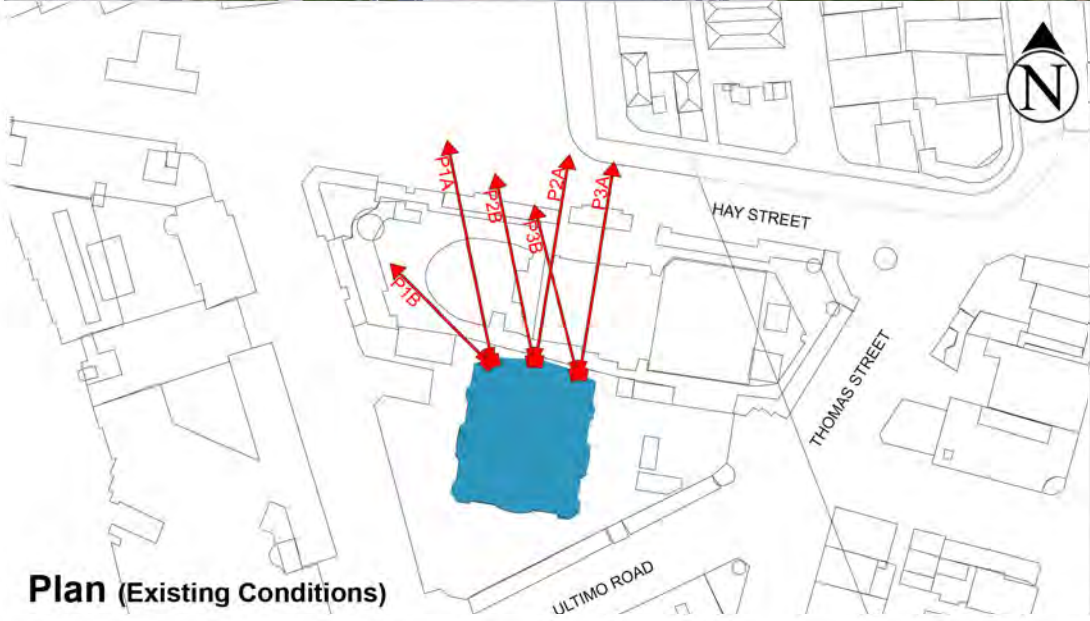 N
P1A
P2B
P2A
P3A
P3B
P1B
HAY STREET
THOMAS STREET
ULTIMO ROAD
Plan (Existing Conditions)